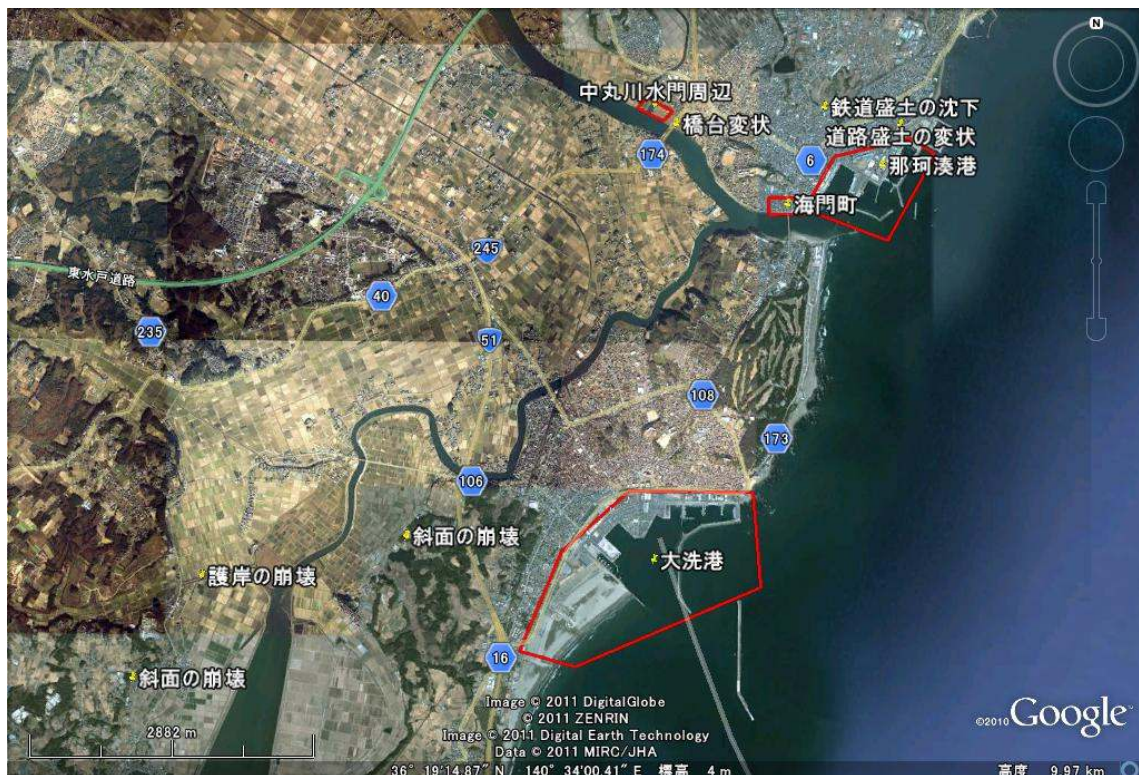 N
中丸川水門周辺
橋台変状
鉄道盛土の沈下
道路盛土の変状
174
6
那珂湊港
海門町
245
東水戸道路
40
235
51
108
173
106
斜面の崩壊
大洗港
護岸の崩壊
16
斜面の崩壊
2882 m
Image © 2011 DigitalGlobe
© 2011 ZENRIN
Image © 2011 Digital Earth Technology
Data © 2011 MIRC/JHA
©2010 Google
36° 19'14.87" N 140° 34'00.41" E 標高 4 m
高度 9.97 km